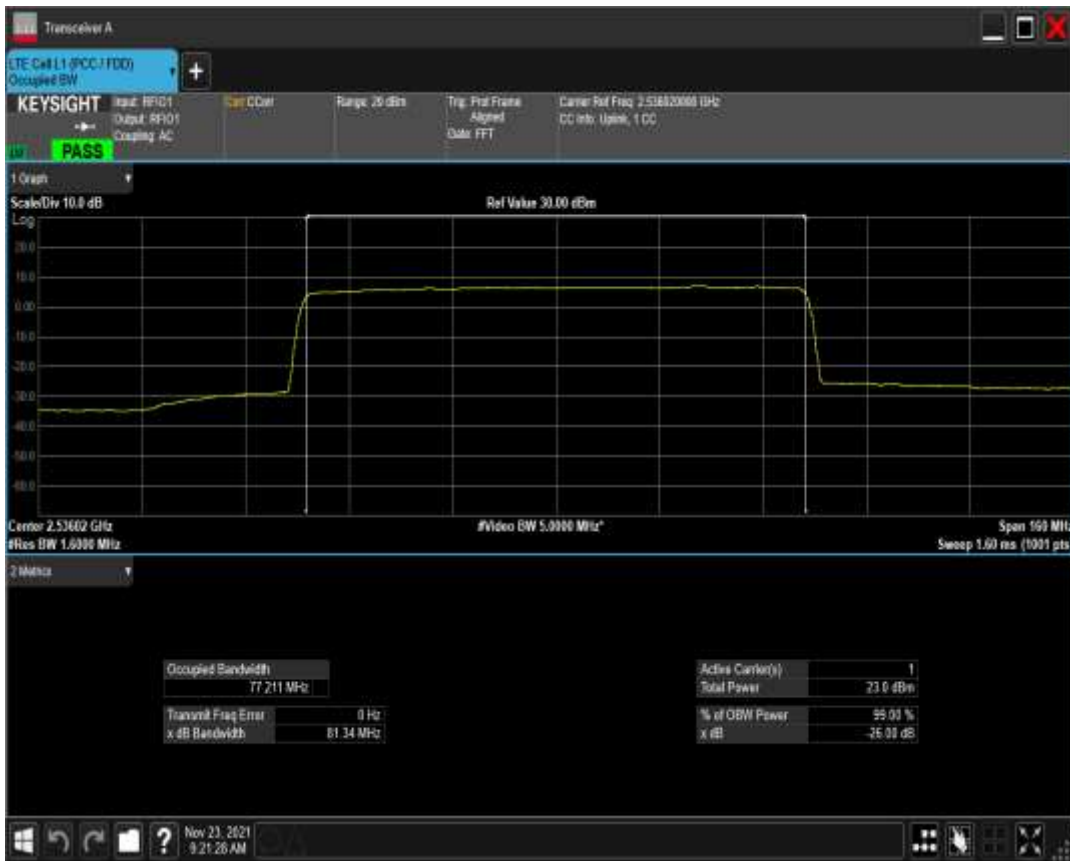 Transceiver A
LTE Cell L1 (PCC / FDD)
Occupied BW
+
KEYSIGHT
Input: RFIO1
Output: RFIO1
Coupling: AC
PASS
Corr CCorr
Range: 20 dBm
Trig: Prot Frame
Aligned
Gate: FFT
Carrier Ref Freq: 2.536020000 GHz
CC Info: Uplink, 1 CC
1 Graph
Scale/Div 10.0 dB
Ref Value 30.00 dBm
Log
20.0
10.0
0.00
-10.0
-20.0
-30.0
-40.0
-50.0
-60.0
Center 2.53602 GHz
#Video BW 5.0000 MHz*
Span 160 MHz
#Res BW 1.6000 MHz
Sweep 1.60 ms (1001 pts
2 Metrics
Occupied Bandwidth
77.211 MHz
Transmit Freq Error 0 Hz
x dB Bandwidth 81.34 MHz
Active Carrier(s) 1
Total Power 23.0 dBm
% of OBW Power 99.00 %
x dB -26.00 dB
?
Nov 23, 2021
9:21:28 AM